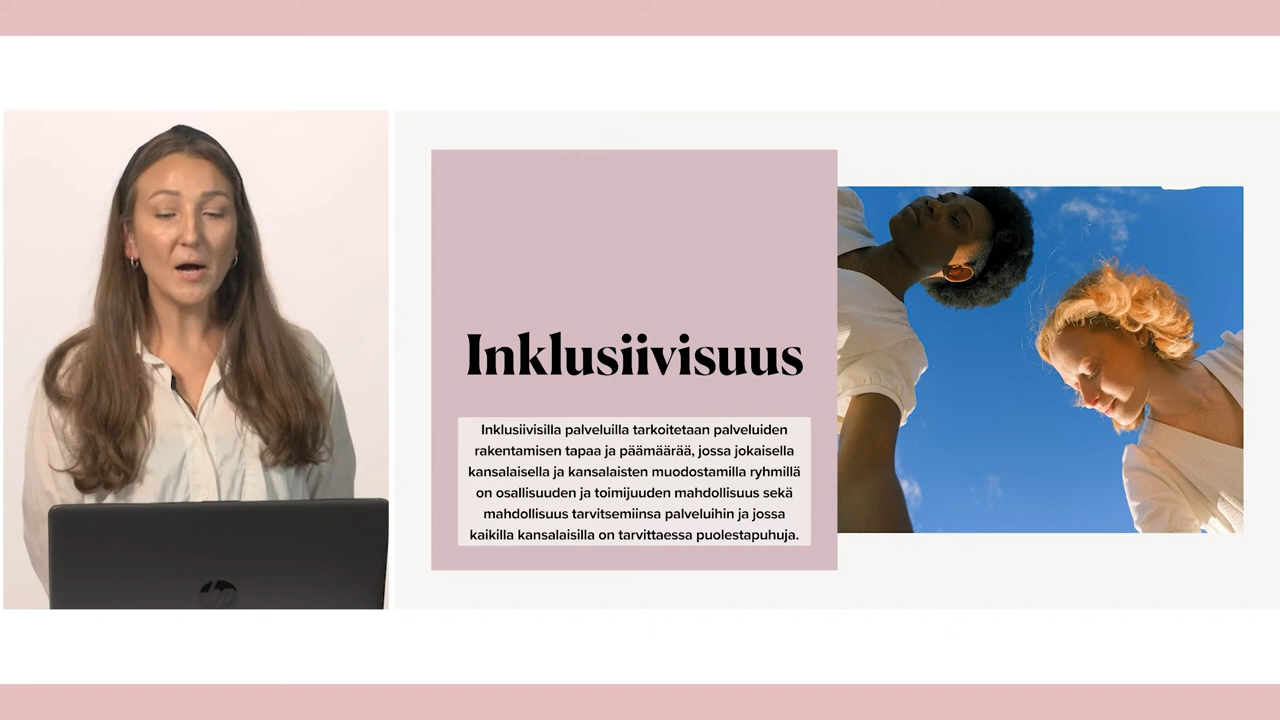 Inklusiivisuus
Inklusiivisilla palveluilla tarkoitetaan palveluiden
rakentamisen tapaa ja päämäärää, jossa jokaisella
kansalaisella ja kansalaisten muodostamilla ryhmillä
on osallisuuden ja toimijuuden mahdollisuus sekä
mahdollisuus tarvitsemiinsa palveluihin ja jossa
kaikilla kansalaisilla on tarvittaessa puolestapuhuja.
hp